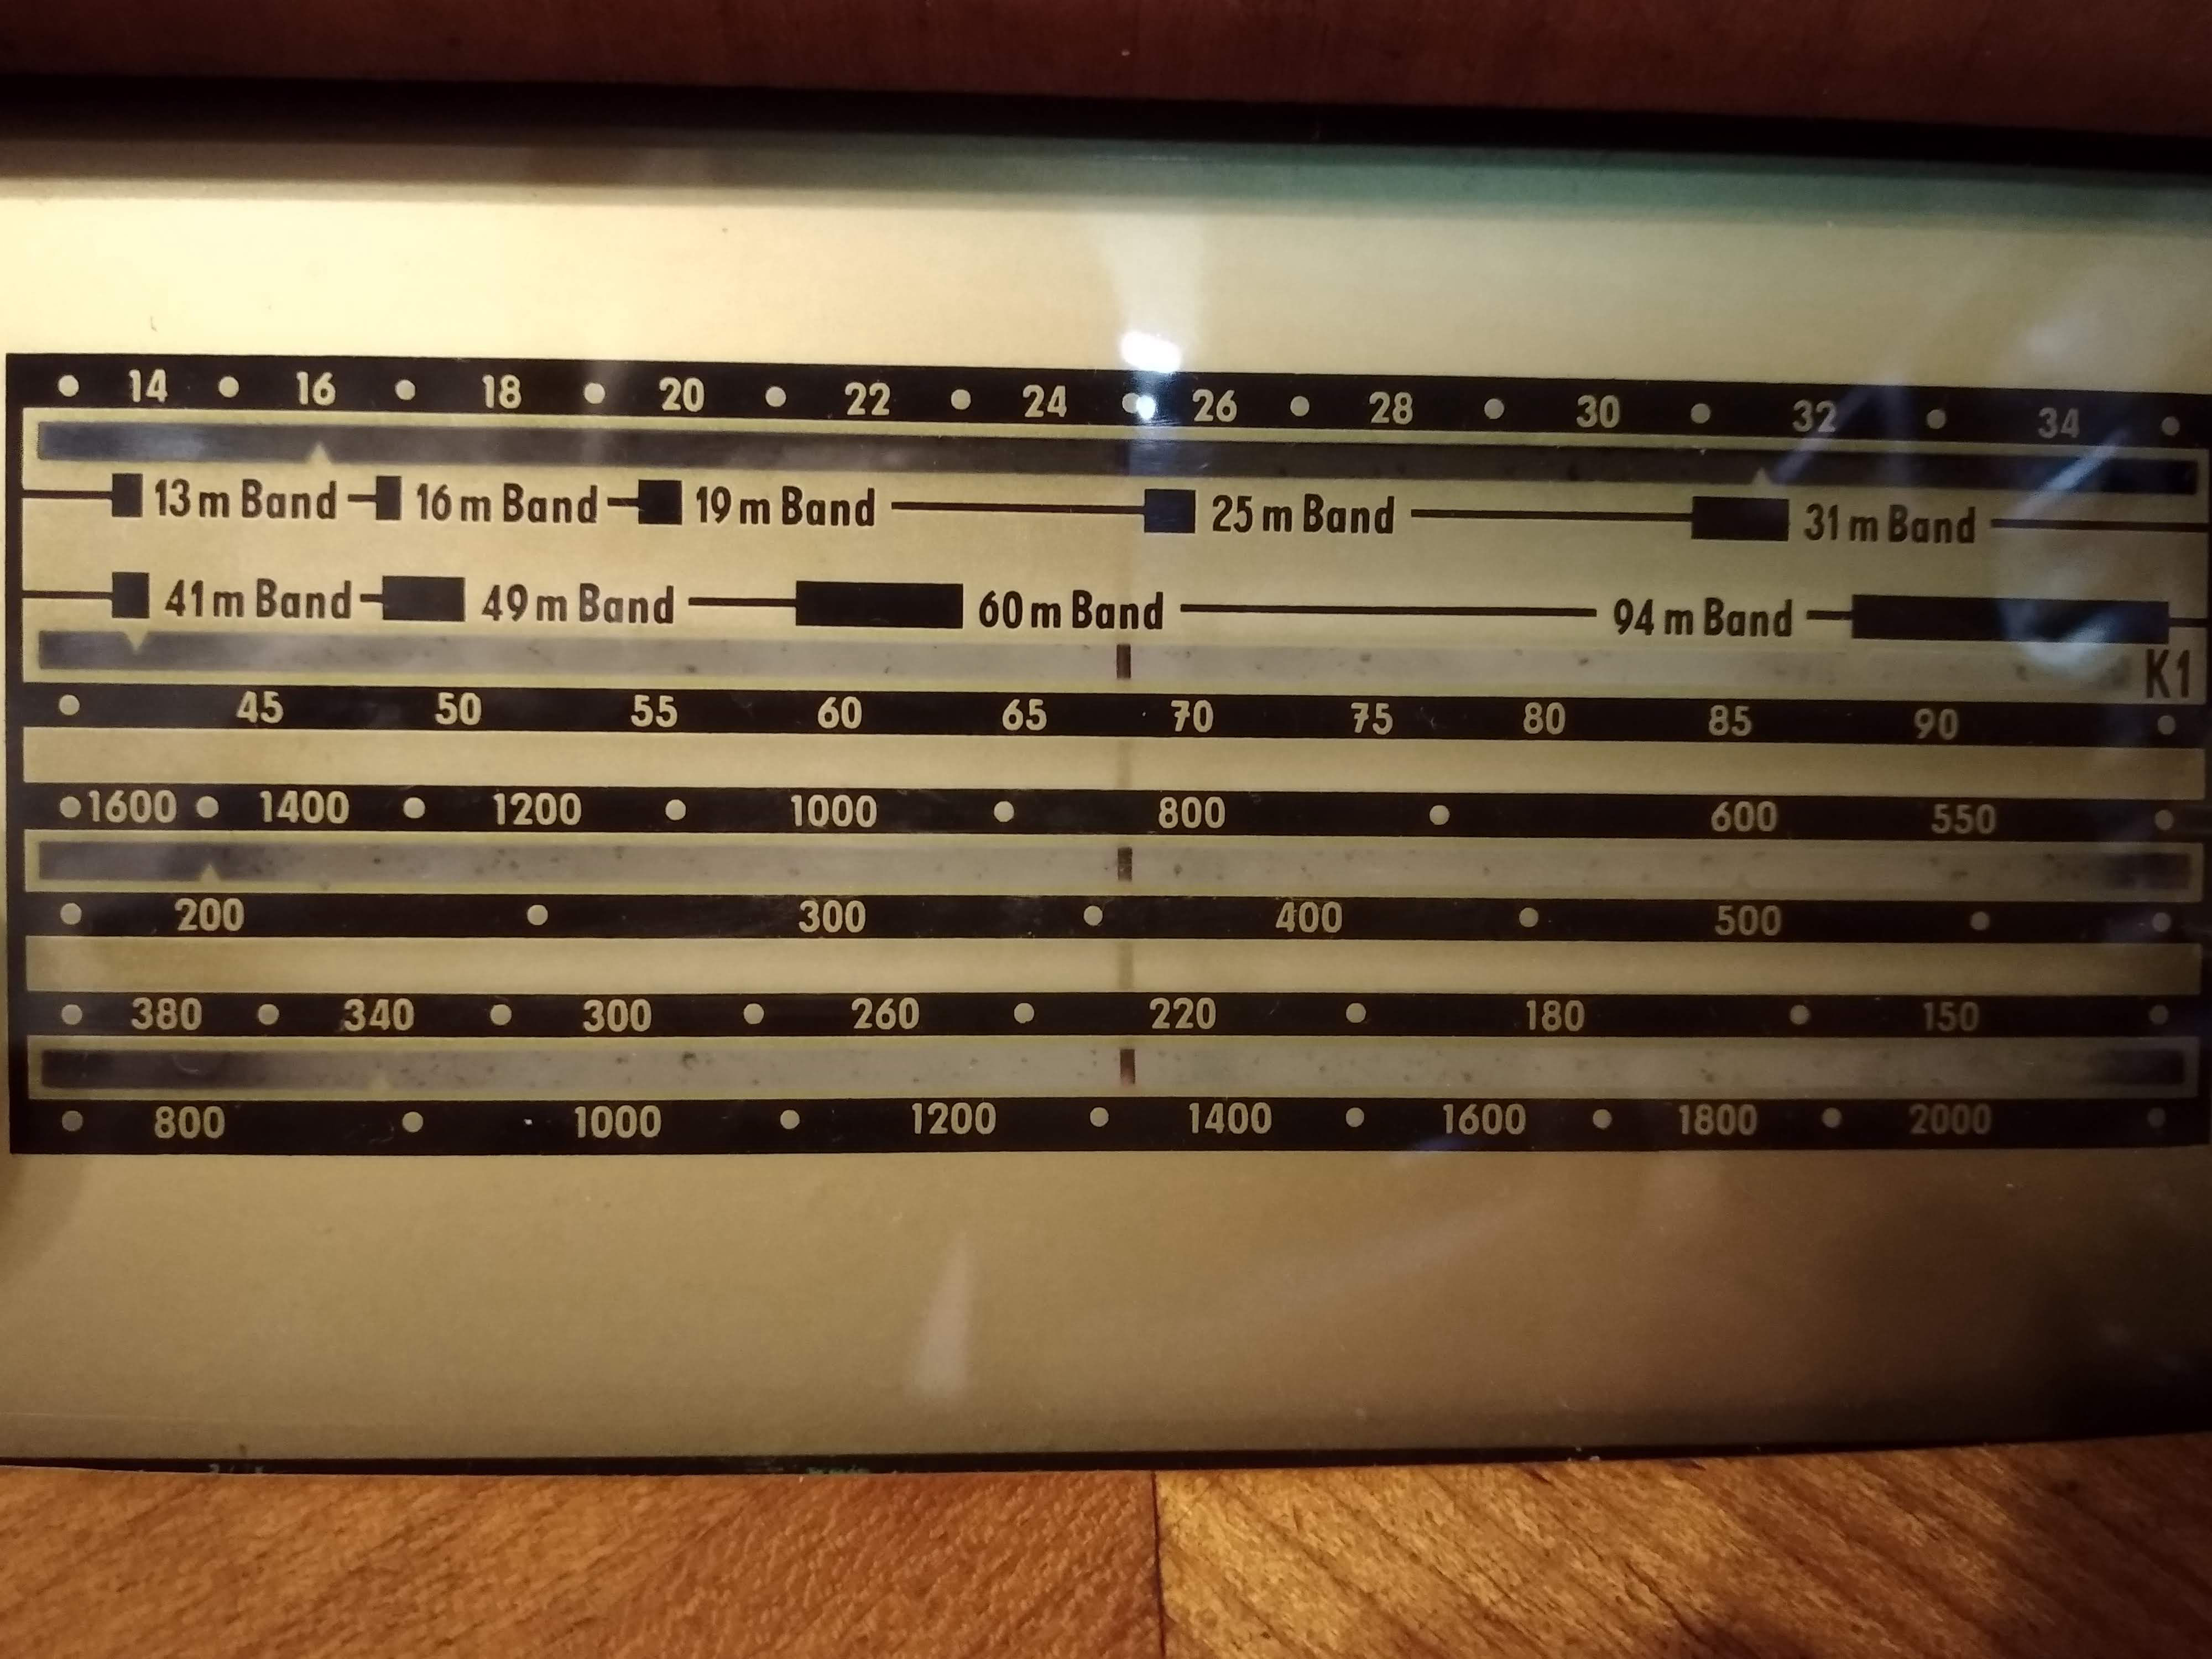 14 16 18 20 22 24 26 28 30 32 34
13 m Band 16 m Band 19 m Band 25 m Band 31 m Band
41 m Band 49 m Band 60 m Band 94 m Band
K1
45 50 55 60 65 70 75 80 85 90
1600 1400 1200 1000 800 600 550
200 300 400 500
380 340 300 260 220 180 150
800 1000 1200 1400 1600 1800 2000